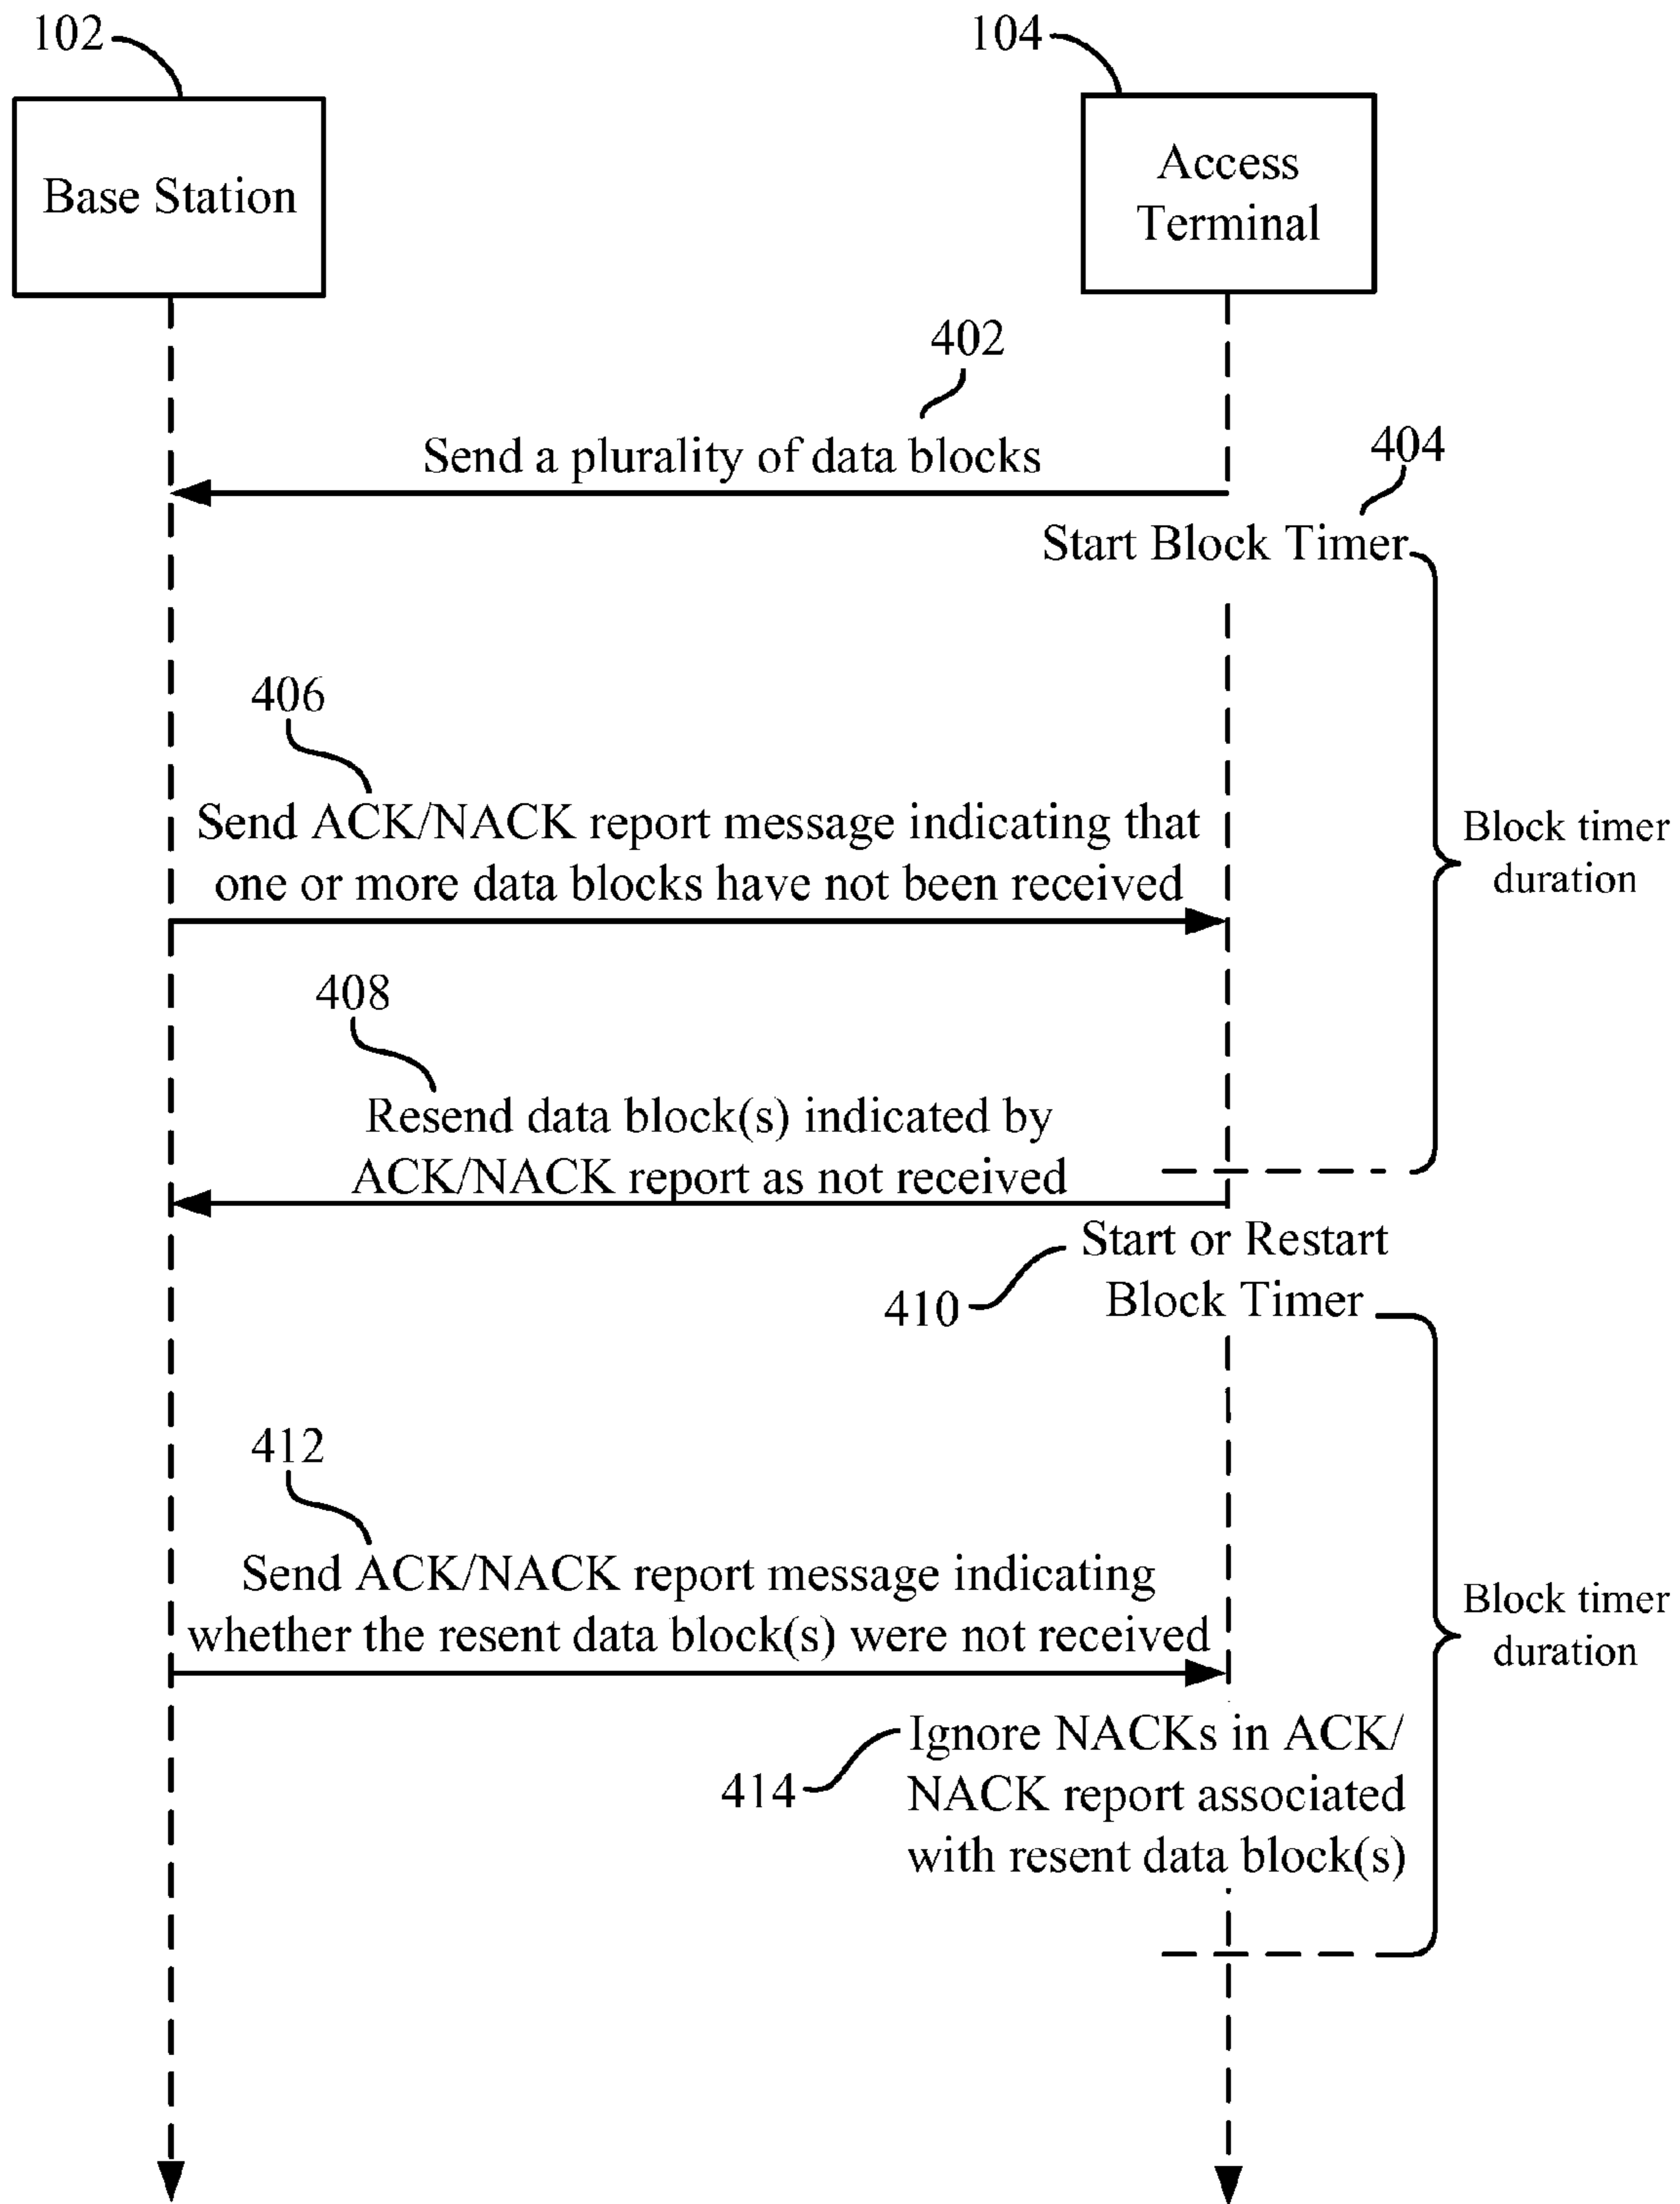 102
104
Base Station
Access
Terminal
402
Send a plurality of data blocks
404
Start Block Timer
406
Send ACK/NACK report message indicating that
one or more data blocks have not been received
Block timer
duration
408
Resend data block(s) indicated by
ACK/NACK report as not received
Start or Restart
Block Timer
410
412
Send ACK/NACK report message indicating
whether the resent data block(s) were not received
Block timer
duration
Ignore NACKs in ACK/
NACK report associated
with resent data block(s)
414